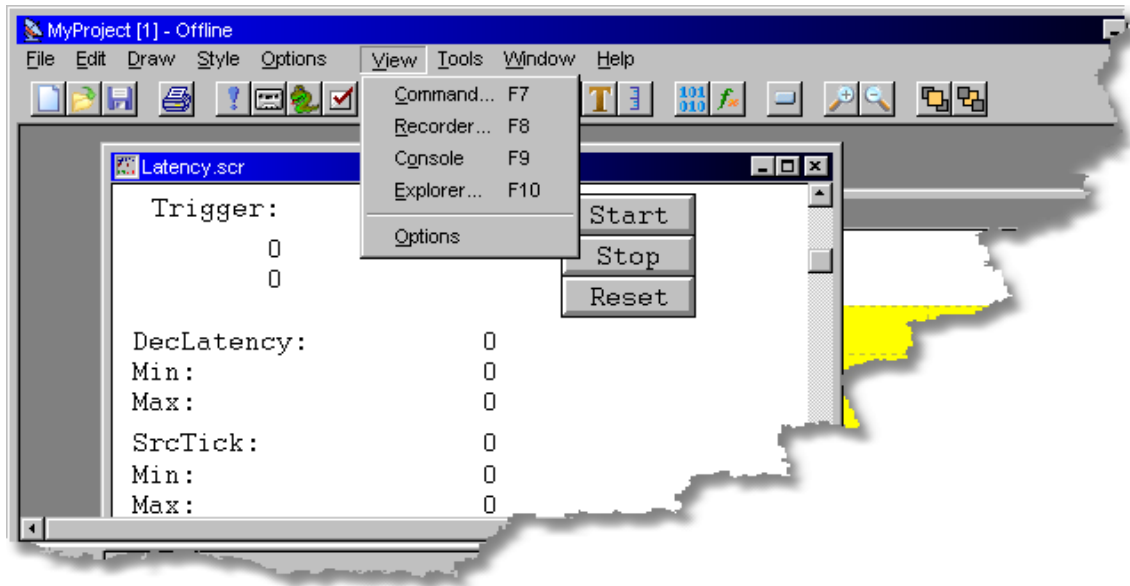 MyProject [1] - Offline
File Edit Draw Style Options View Tools Window Help
T 101 010 f
Command... F7
Recorder... F8
Console F9
Explorer... F10
Options
Latency.scr
Trigger:
0
0
Start
Stop
Reset
DecLatency: 0
Min: 0
Max: 0
SrcTick: 0
Min: 0
Max: 0